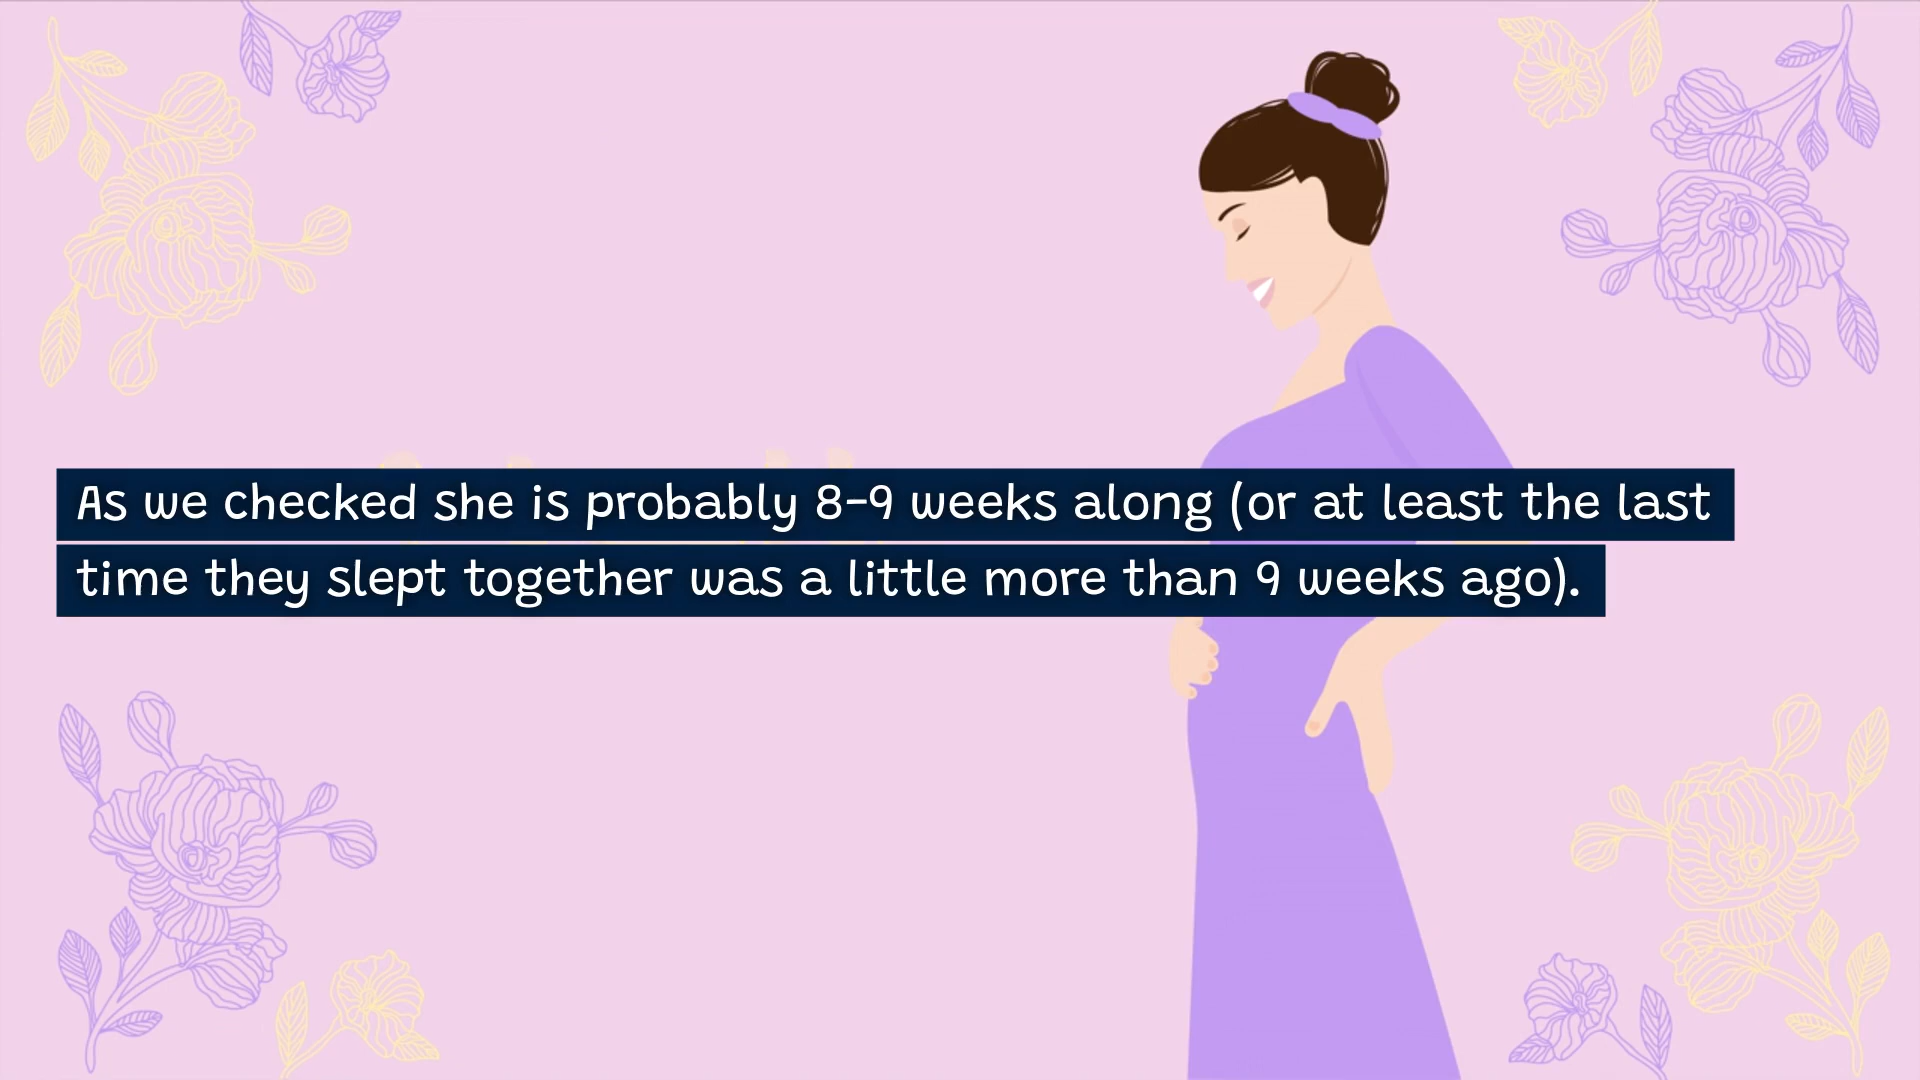 As we checked she is probably 8-9 weeks along (or at least the last
time they slept together was a little more than 9 weeks ago).